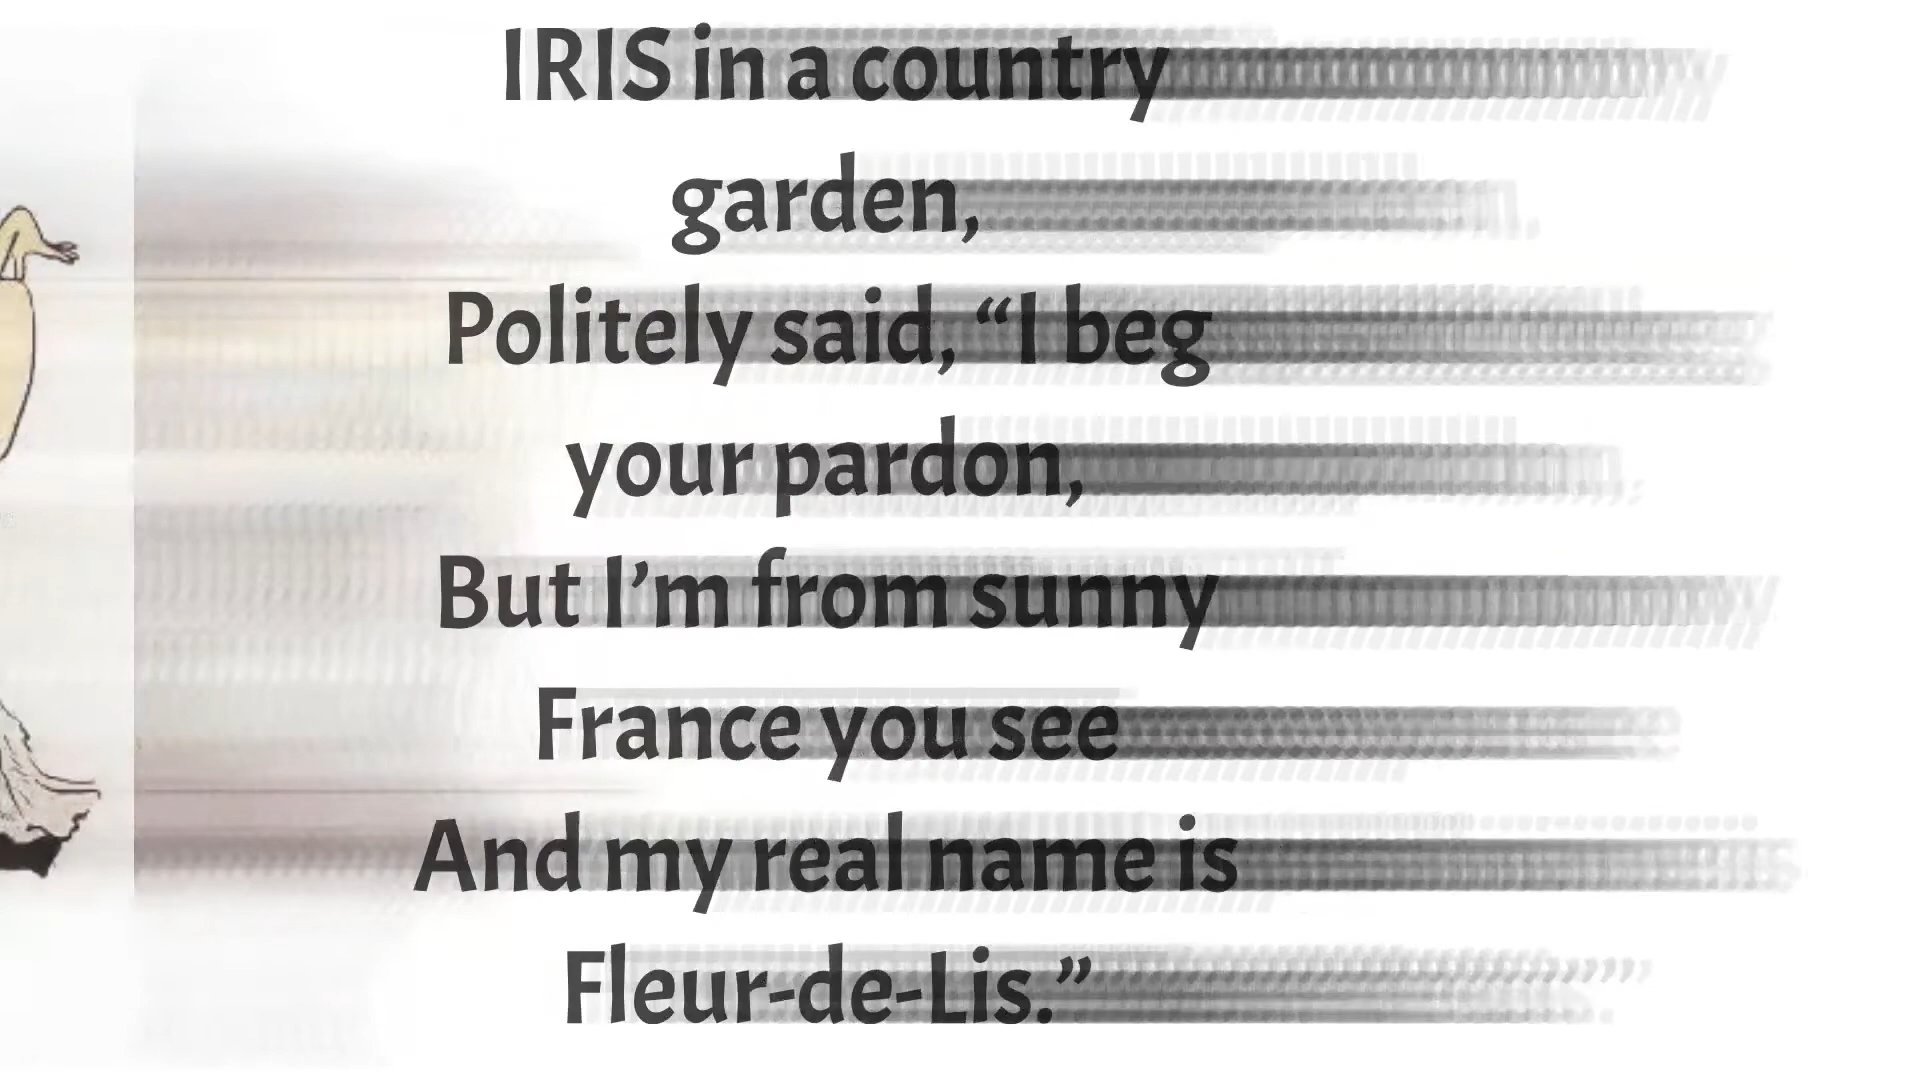 IRIS in a country
garden,
Politely said, “I beg
your pardon,
But I’m from sunny
France you see
And my real name is
Fleur-de-Lis.”